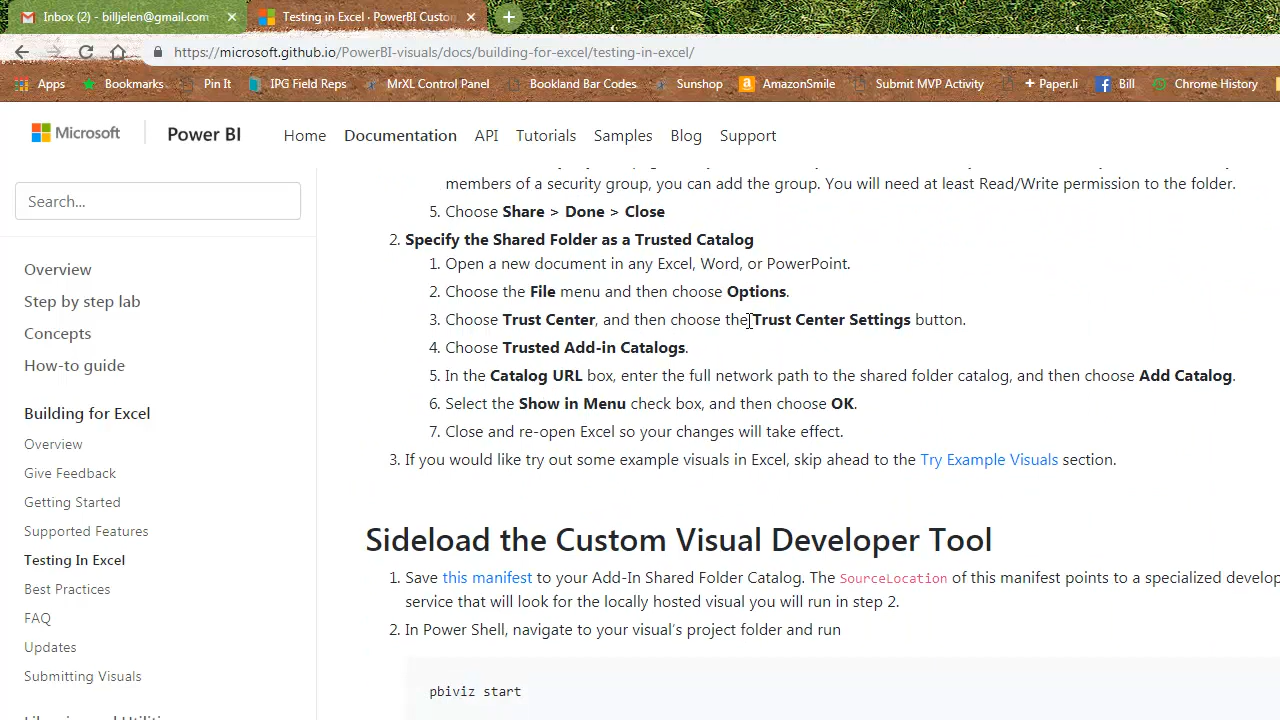 Inbox (2) - billjelen@gmail.com
Testing in Excel · PowerBI Custo
https://microsoft.github.io/PowerBI-visuals/docs/building-for-excel/testing-in-excel/
Apps Bookmarks Pin It IPG Field Reps MrXL Control Panel Bookland Bar Codes Sunshop AmazonSmile Submit MVP Activity + Paper.li Bill Chrome History
Microsoft Power BI Home Documentation API Tutorials Samples Blog Support
Search...
Overview
Step by step lab
Concepts
How-to guide
Building for Excel
Overview
Give Feedback
Getting Started
Supported Features
Testing In Excel
Best Practices
FAQ
Updates
Submitting Visuals
members of a security group, you can add the group. You will need at least Read/Write permission to the folder.
5. Choose Share > Done > Close
2. Specify the Shared Folder as a Trusted Catalog
1. Open a new document in any Excel, Word, or PowerPoint.
2. Choose the File menu and then choose Options.
3. Choose Trust Center, and then choose the Trust Center Settings button.
4. Choose Trusted Add-in Catalogs.
5. In the Catalog URL box, enter the full network path to the shared folder catalog, and then choose Add Catalog.
6. Select the Show in Menu check box, and then choose OK.
7. Close and re-open Excel so your changes will take effect.
3. If you would like try out some example visuals in Excel, skip ahead to the Try Example Visuals section.
Sideload the Custom Visual Developer Tool
1. Save this manifest to your Add-In Shared Folder Catalog. The SourceLocation of this manifest points to a specialized develop
service that will look for the locally hosted visual you will run in step 2.
2. In Power Shell, navigate to your visual's project folder and run
pbiviz start